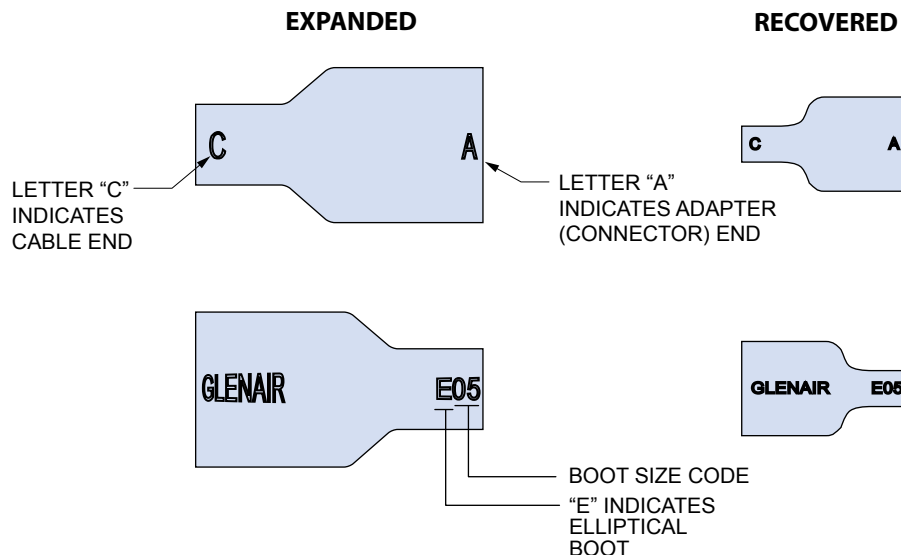 EXPANDED
RECOVERED
C
A
C
A
LETTER “C”
INDICATES
CABLE END
LETTER “A”
INDICATES ADAPTER
(CONNECTOR) END
GLENAIR
E05
GLENAIR
E05
BOOT SIZE CODE
“E” INDICATES
ELLIPTICAL
BOOT